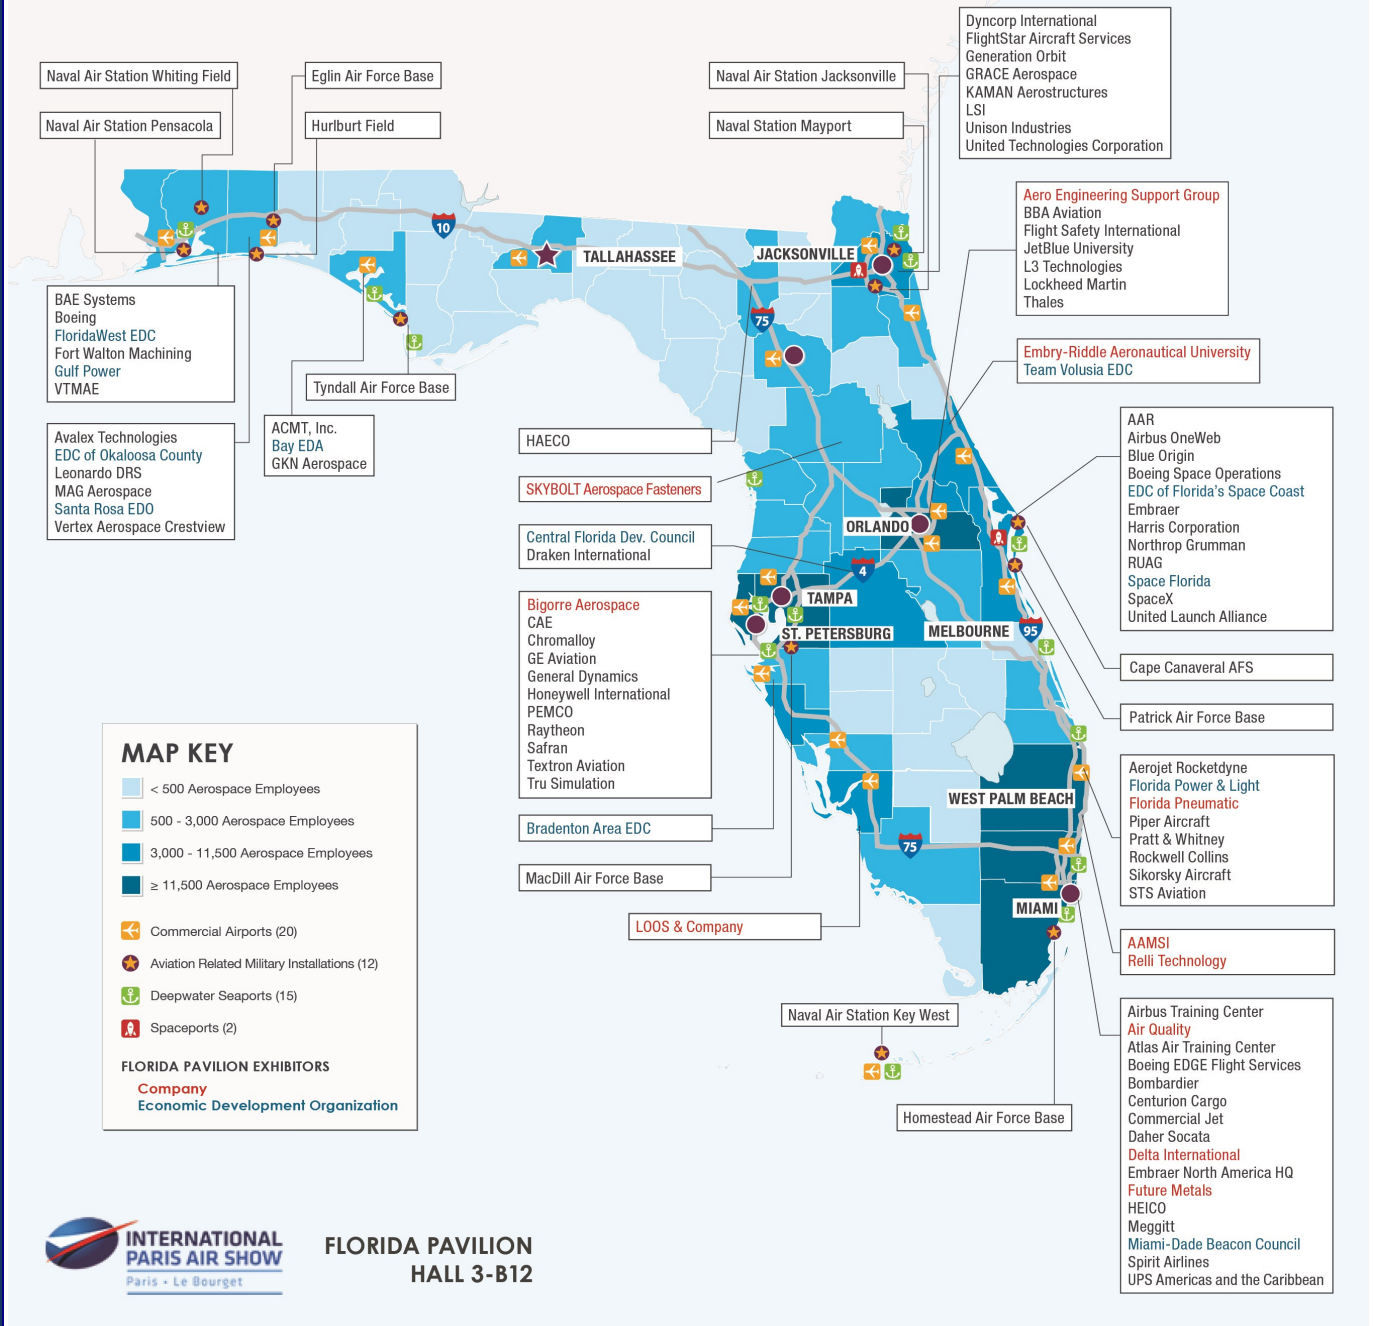 Dyncorp International
FlightStar Aircraft Services
Generation Orbit
GRACE Aerospace
KAMAN Aerostructures
LSI
Unison Industries
United Technologies Corporation
Naval Air Station Whiting Field
Eglin Air Force Base
Naval Air Station Jacksonville
Naval Air Station Pensacola
Hurlburt Field
Naval Station Mayport
Aero Engineering Support Group
BBA Aviation
Flight Safety International
JetBlue University
L3 Technologies
Lockheed Martin
Thales
10
TALLAHASSEE
JACKSONVILLE
75
BAE Systems
Boeing
FloridaWest EDC
Fort Walton Machining
Gulf Power
VTMAE
Tyndall Air Force Base
Embry-Riddle Aeronautical University
Team Volusia EDC
Avalex Technologies
EDC of Okaloosa County
Leonardo DRS
MAG Aerospace
Santa Rosa EDO
Vertex Aerospace Crestview
ACMT, Inc.
Bay EDA
GKN Aerospace
HAECO
SKYBOLT Aerospace Fasteners
Central Florida Dev. Council
Draken International
AAR
Airbus OneWeb
Blue Origin
Boeing Space Operations
EDC of Florida's Space Coast
Embraer
Harris Corporation
Northrop Grumman
RUAG
Space Florida
SpaceX
United Launch Alliance
ORLANDO
4
TAMPA
ST. PETERSBURG
MELBOURNE
95
Bigorre Aerospace
CAE
Chromalloy
GE Aviation
General Dynamics
Honeywell International
PEMCO
Raytheon
Safran
Textron Aviation
Tru Simulation
Cape Canaveral AFS
Patrick Air Force Base
Bradenton Area EDC
MacDill Air Force Base
LOOS & Company
WEST PALM BEACH
75
MIAMI
Aerojet Rocketdyne
Florida Power & Light
Florida Pneumatic
Piper Aircraft
Pratt & Whitney
Rockwell Collins
Sikorsky Aircraft
STS Aviation
AAMSI
Relli Technology
Naval Air Station Key West
Homestead Air Force Base
Airbus Training Center
Air Quality
Atlas Air Training Center
Boeing EDGE Flight Services
Bombardier
Centurion Cargo
Commercial Jet
Daher Socata
Delta International
Embraer North America HQ
Future Metals
HEICO
Meggitt
Miami-Dade Beacon Council
Spirit Airlines
UPS Americas and the Caribbean
MAP KEY
< 500 Aerospace Employees
500 - 3,000 Aerospace Employees
3,000 - 11,500 Aerospace Employees
≥ 11,500 Aerospace Employees
Commercial Airports (20)
Aviation Related Military Installations (12)
Deepwater Seaports (15)
Spaceports (2)
FLORIDA PAVILION EXHIBITORS
Company
Economic Development Organization
INTERNATIONAL
PARIS AIR SHOW
Paris • Le Bourget
FLORIDA PAVILION
HALL 3-B12